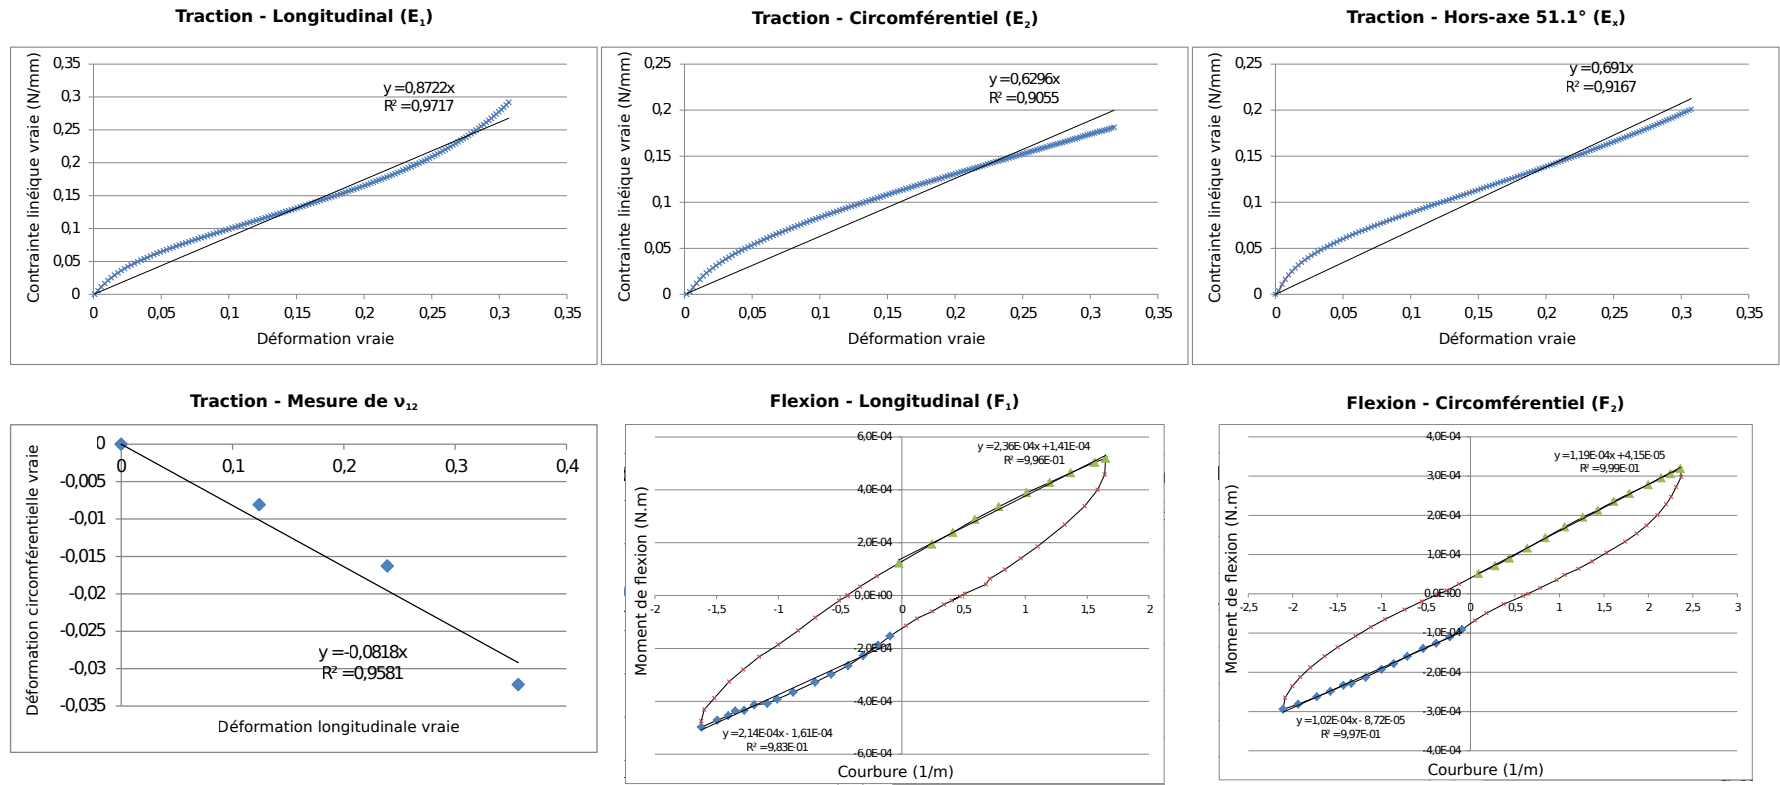 Traction - Longitudinal (E₁)
Contrainte linéique vraie (N/mm)
0,35
0,3
0,25
0,2
0,15
0,1
0,05
0
y = 0,8722x
R² = 0,9717
0 0,05 0,1 0,15 0,2 0,25 0,3 0,35
Déformation vraie
Traction - Circomférentiel (E₂)
Contrainte linéique vraie (N/mm)
0,25
0,2
0,15
0,1
0,05
0
y = 0,6296x
R² = 0,9055
0 0,05 0,1 0,15 0,2 0,25 0,3 0,35
Déformation vraie
Traction - Hors-axe 51.1° (Eₓ)
Contrainte linéique vraie (N/mm)
0,25
0,2
0,15
0,1
0,05
0
y = 0,691x
R² = 0,9167
0 0,05 0,1 0,15 0,2 0,25 0,3 0,35
Déformation vraie
Traction - Mesure de ν₁₂
Déformation circomférentielle vraie
0
-0,005
-0,01
-0,015
-0,02
-0,025
-0,03
-0,035
0 0,1 0,2 0,3 0,4
y = -0,0818x
R² = 0,9581
Déformation longitudinale vraie
Flexion - Longitudinal (F₁)
Moment de flexion (N.m)
6,0E-04
4,0E-04
2,0E-04
0,0E+00
-2,0E-04
-4,0E-04
-6,0E-04
y = 2,36E-04x + 1,41E-04
R² = 9,96E-01
-2 -1,5 -1 -0,5 0 0,5 1 1,5 2
y = 2,14E-04x - 1,61E-04
R² = 9,83E-01
Courbure (1/m)
Flexion - Circomférentiel (F₂)
Moment de flexion (N.m)
4,0E-04
3,0E-04
2,0E-04
1,0E-04
0,0E+00
-1,0E-04
-2,0E-04
-3,0E-04
-4,0E-04
y = 1,19E-04x + 4,15E-05
R² = 9,99E-01
-2,5 -2 -1,5 -1 -0,5 0 0,5 1 1,5 2 2,5 3
y = 1,02E-04x - 8,72E-05
R² = 9,97E-01
Courbure (1/m)